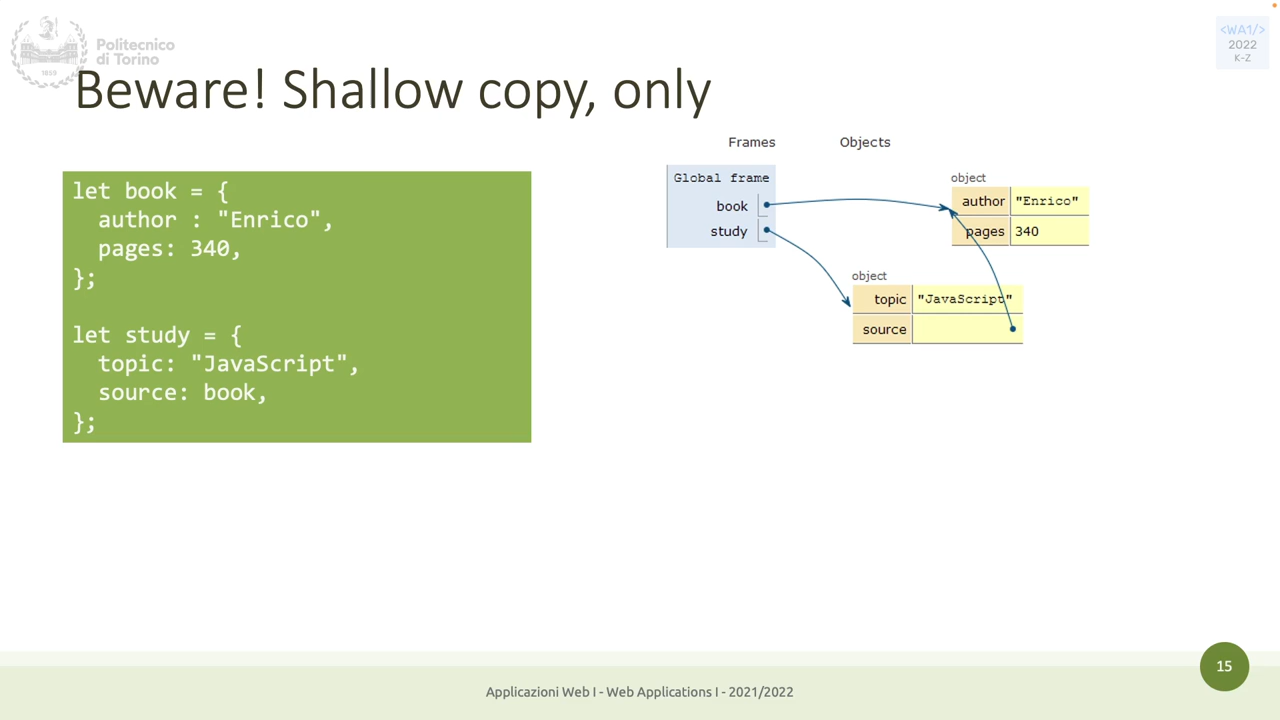 Politecnico
di Torino
1859
<WA1/>
2022
K-Z
Beware! Shallow copy, only
let book = {
  author : "Enrico",
  pages: 340,
};
let study = {
  topic: "JavaScript",
  source: book,
};
Frames
Objects
Global frame
book
study
object
author "Enrico"
pages 340
object
topic "JavaScript"
source
Applicazioni Web I - Web Applications I - 2021/2022
15